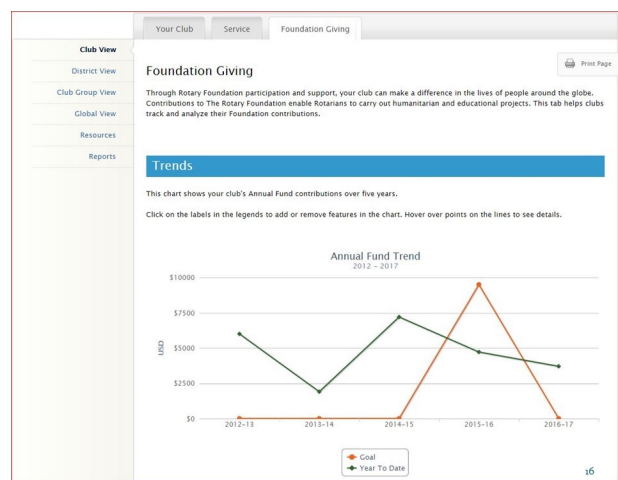 Your Club
Service
Foundation Giving
Club View
District View
Club Group View
Global View
Resources
Reports
Print Page
Foundation Giving
Through Rotary Foundation participation and support, your club can make a difference in the lives of people around the globe.
Contributions to The Rotary Foundation enable Rotarians to carry out humanitarian and educational projects. This tab helps clubs
track and analyze their Foundation contributions.
Trends
This chart shows your club's Annual Fund contributions over five years.
Click on the labels in the legends to add or remove features in the chart. Hover over points on the lines to see details.
Annual Fund Trend
2012 - 2017
$10000
$7500
$5000
$2500
$0
USD
2012-13
2013-14
2014-15
2015-16
2016-17
Goal
Year To Date
16